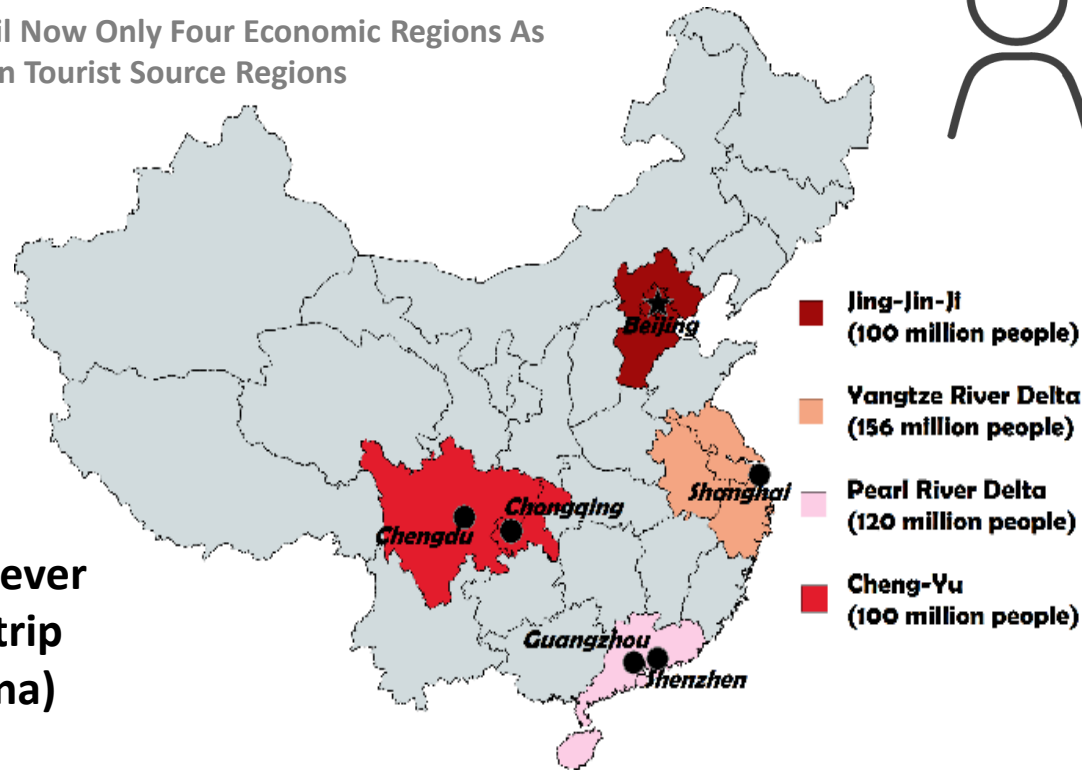 il Now Only Four Economic Regions As
n Tourist Source Regions
Beijing
Jing-Jin-Ji
(100 million people)
Yangtze River Delta
(156 million people)
Shanghai
Pearl River Delta
(120 million people)
Chongqing
Chengdu
Cheng-Yu
(100 million people)
ever
trip
na)
Guangzhou
Shenzhen